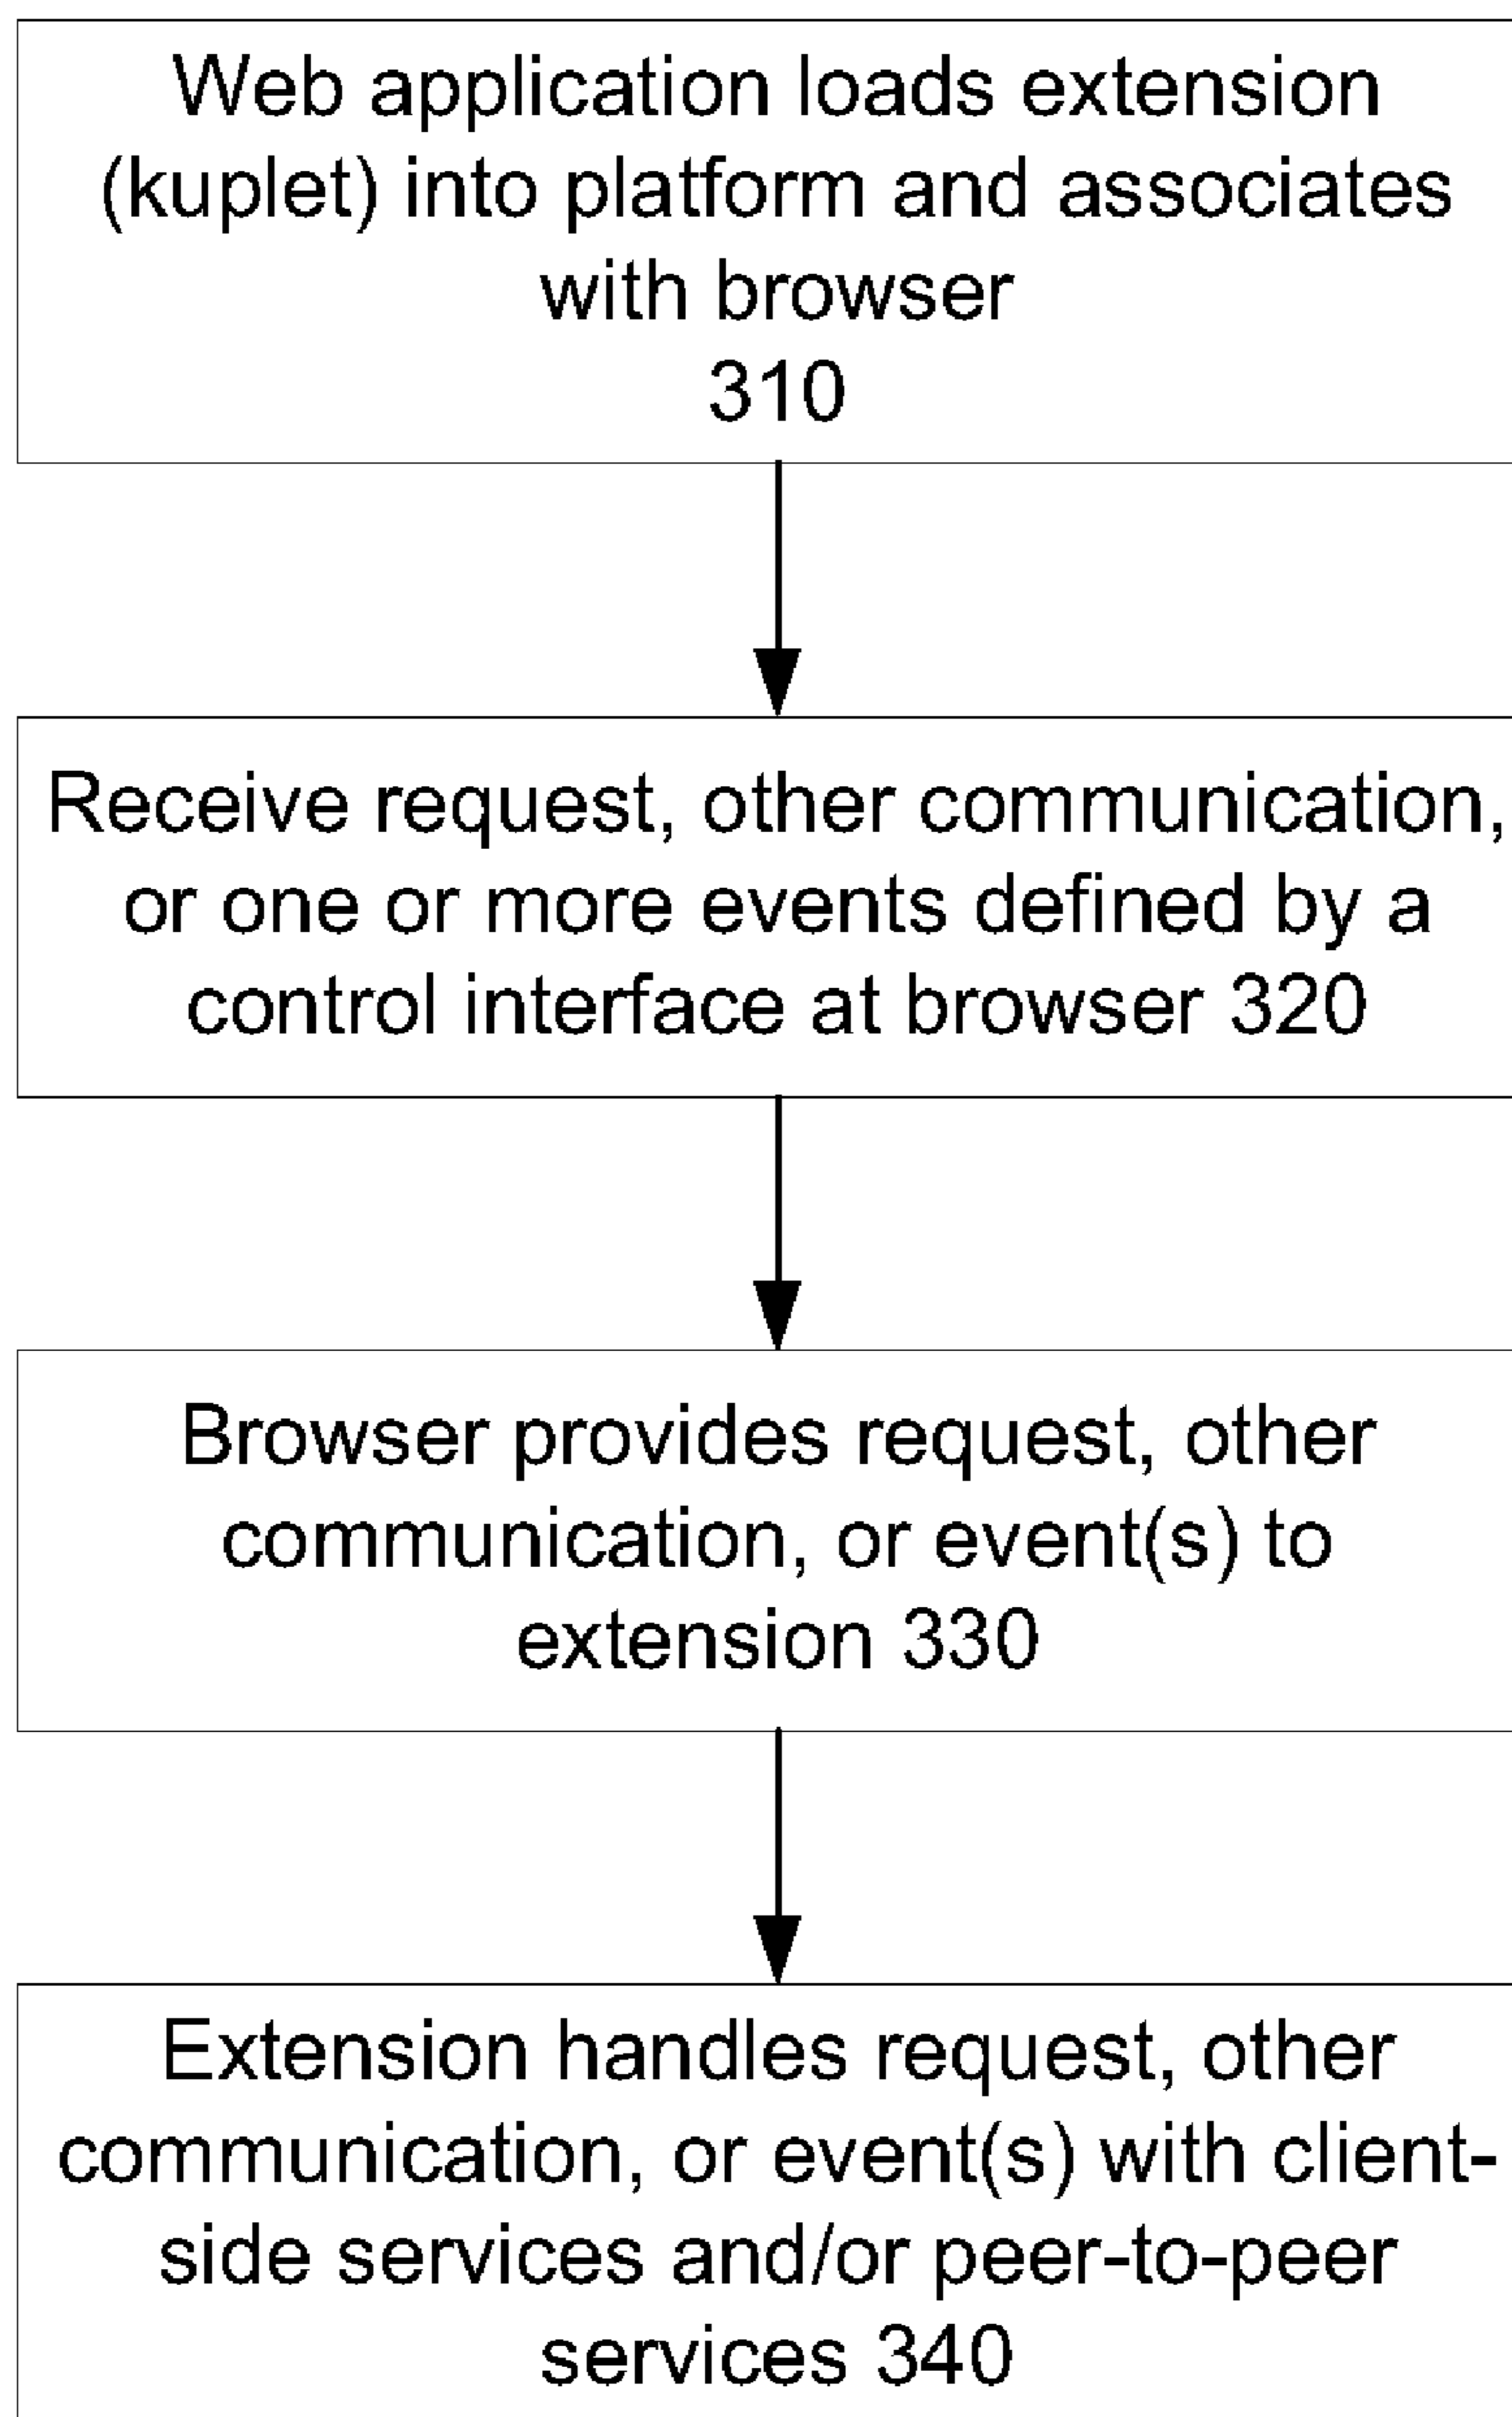 Web application loads extension
(kuplet) into platform and associates
with browser
310
Receive request, other communication,
or one or more events defined by a
control interface at browser 320
Browser provides request, other
communication, or event(s) to
extension 330
Extension handles request, other
communication, or event(s) with client-
side services and/or peer-to-peer
services 340